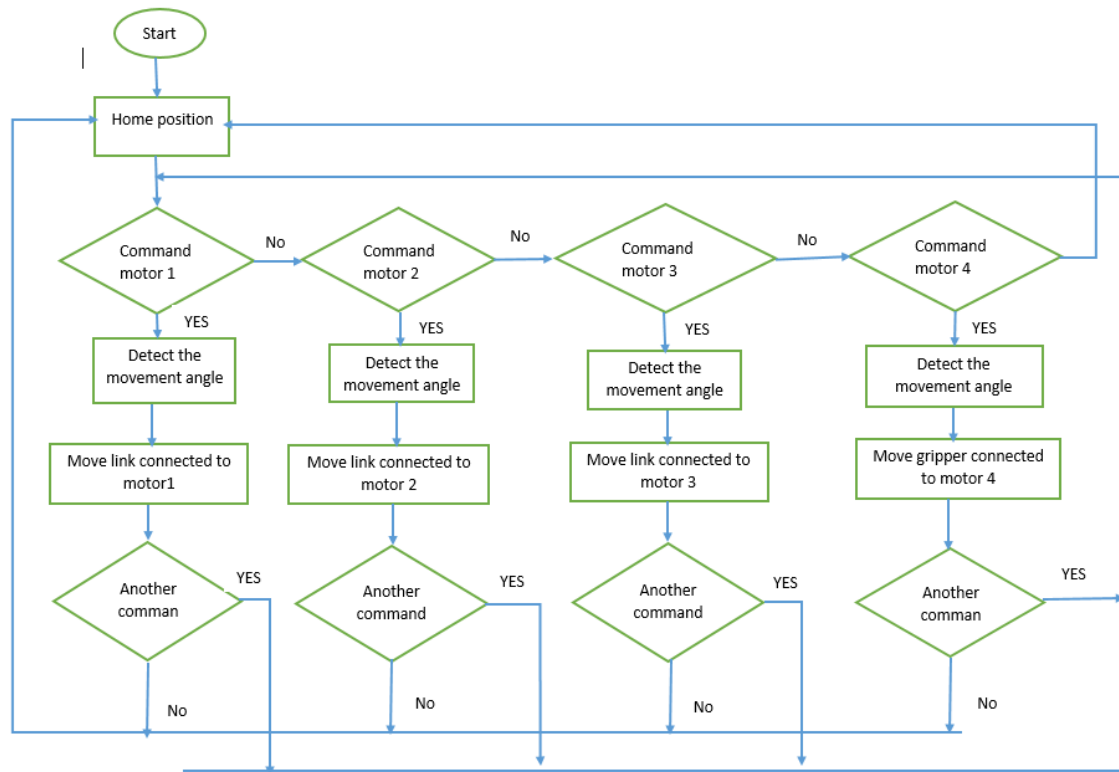 Start
Home position
Command
motor 1
No
Command
motor 2
No
Command
motor 3
No
Command
motor 4
YES
YES
YES
YES
Detect the
movement angle
Detect the
movement angle
Detect the
movement angle
Detect the
movement angle
Move link connected to
motor1
Move link connected to
motor 2
Move link connected to
motor 3
Move gripper connected
to motor 4
Another
comman
YES
Another
command
YES
Another
command
YES
Another
comman
YES
No
No
No
No